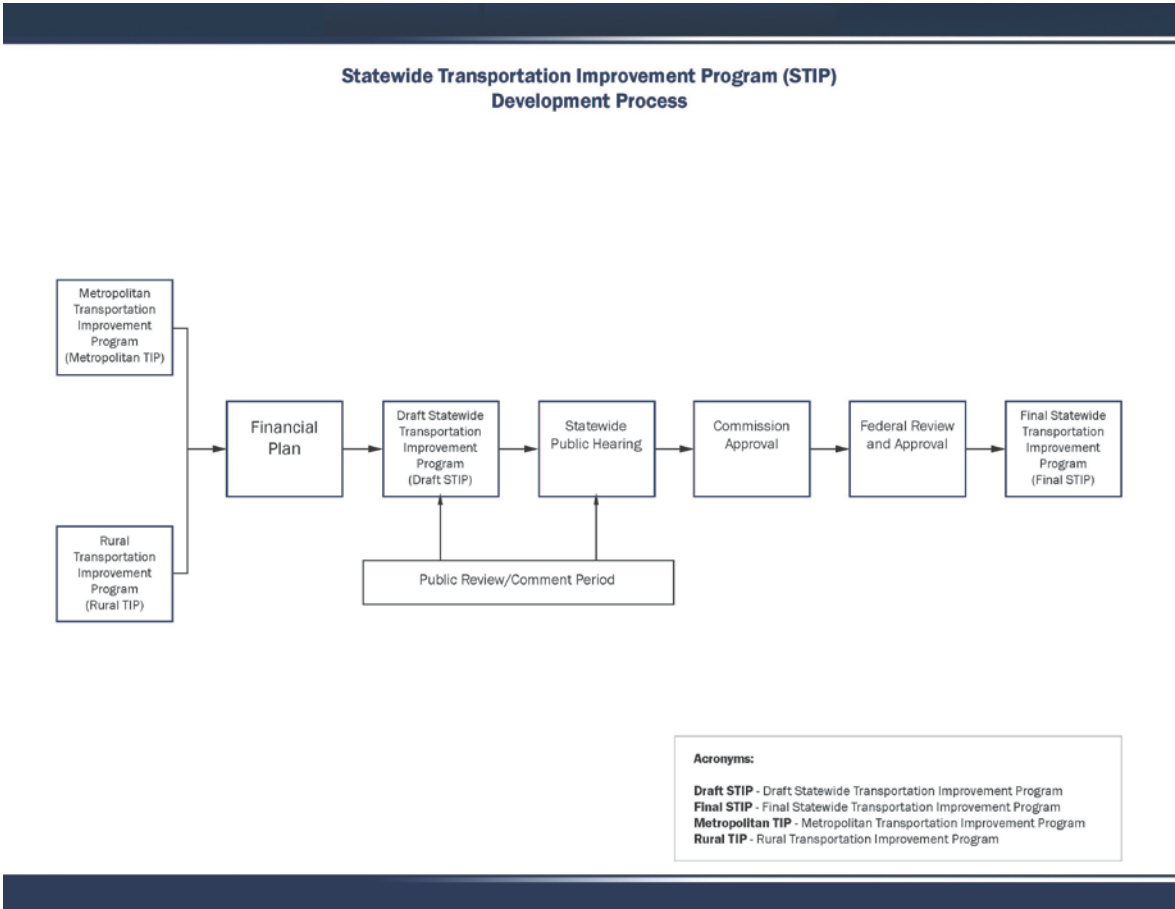 Statewide Transportation Improvement Program (STIP)
Development Process
Metropolitan
Transportation
Improvement
Program
(Metropolitan TIP)
Rural
Transportation
Improvement
Program
(Rural TIP)
Financial
Plan
Draft Statewide
Transportation
Improvement
Program
(Draft STIP)
Statewide
Public Hearing
Commission
Approval
Federal Review
and Approval
Final Statewide
Transportation
Improvement
Program
(Final STIP)
Public Review/Comment Period
Acronyms:
Draft STIP - Draft Statewide Transportation Improvement Program
Final STIP - Final Statewide Transportation Improvement Program
Metropolitan TIP - Metropolitan Transportation Improvement Program
Rural TIP - Rural Transportation Improvement Program